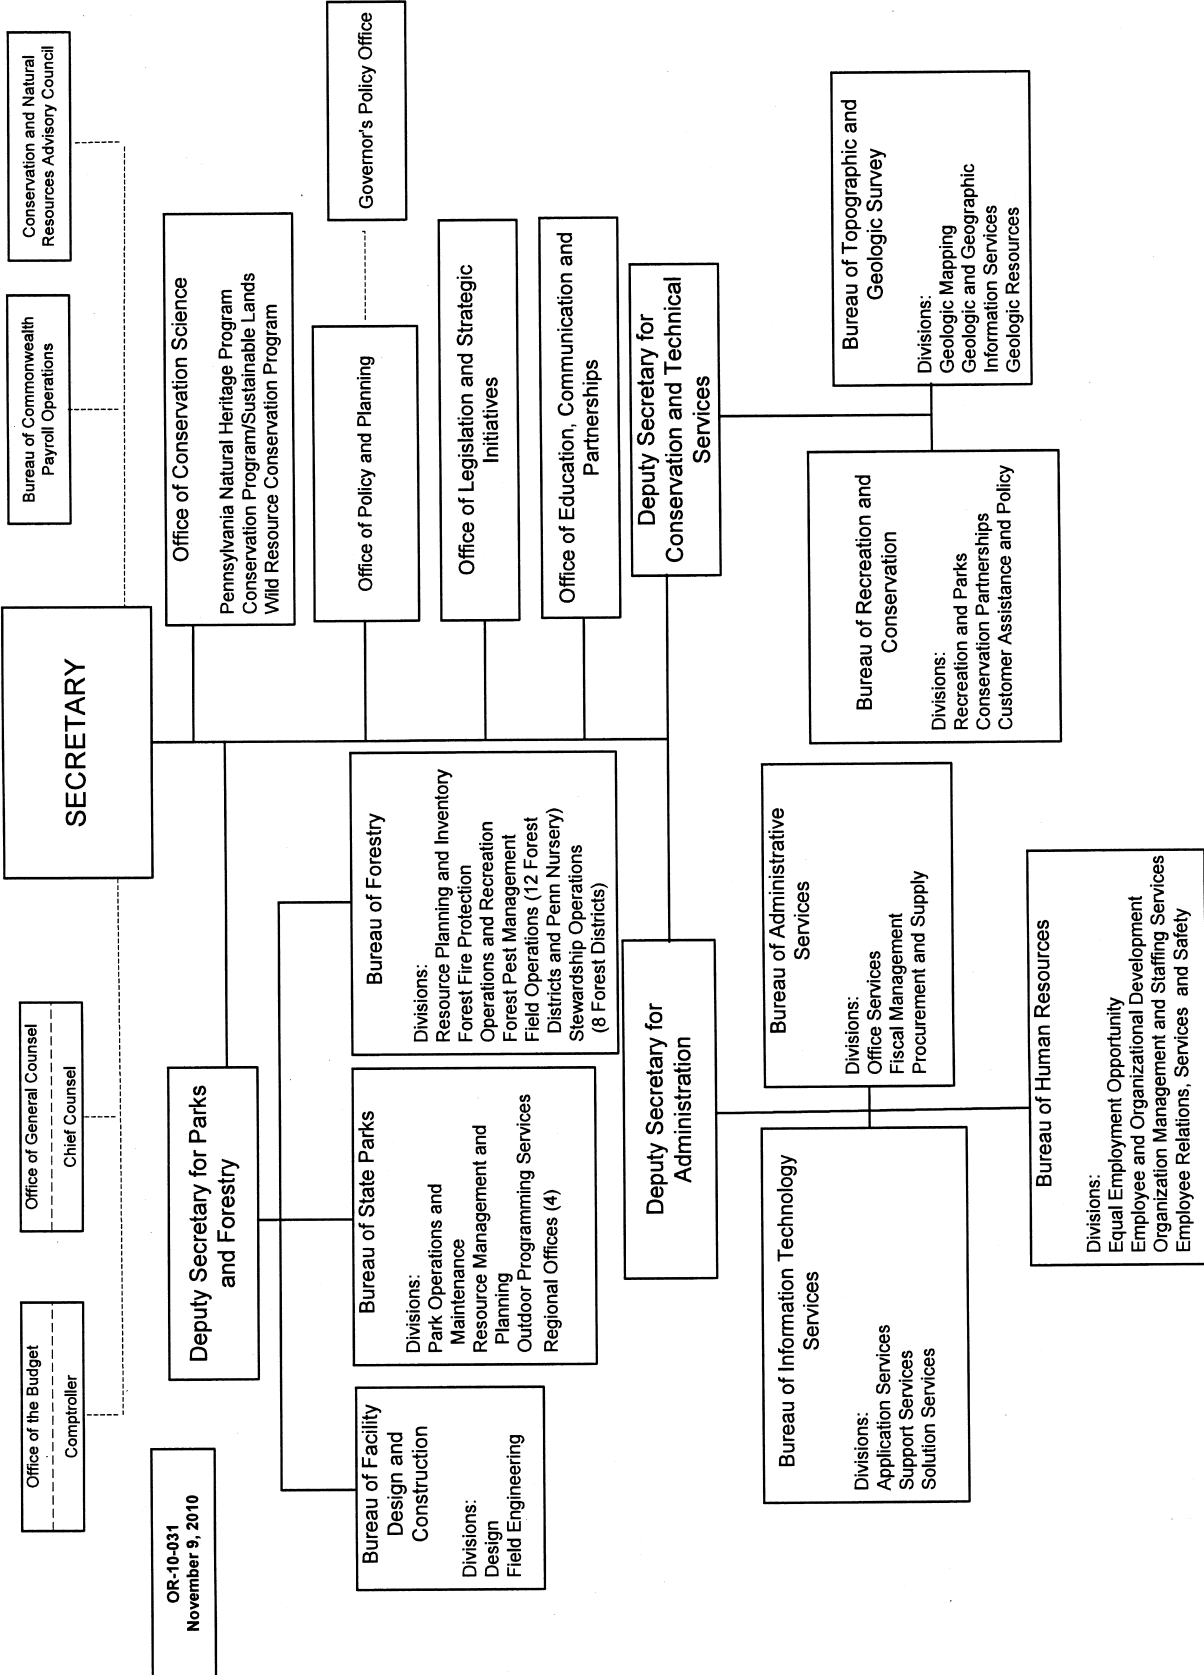 OR-10-031
November 9, 2010
Office of the Budget
Comptroller
Office of General Counsel
Chief Counsel
SECRETARY
Bureau of Commonwealth
Payroll Operations
Conservation and Natural
Resources Advisory Council
Office of Conservation Science
Pennsylvania Natural Heritage Program
Conservation Program/Sustainable Lands
Wild Resource Conservation Program
Office of Policy and Planning
Governor's Policy Office
Office of Legislation and Strategic
Initiatives
Office of Education, Communication and
Partnerships
Deputy Secretary for Parks
and Forestry
Bureau of Facility
Design and
Construction
Divisions:
Design
Field Engineering
Bureau of State Parks
Divisions:
Park Operations and
Maintenance
Resource Management and
Planning
Outdoor Programming Services
Regional Offices (4)
Bureau of Forestry
Divisions:
Resource Planning and Inventory
Forest Fire Protection
Operations and Recreation
Forest Pest Management
Field Operations (12 Forest
Districts and Penn Nursery)
Stewardship Operations
(8 Forest Districts)
Deputy Secretary for
Administration
Bureau of Information Technology
Services
Divisions:
Application Services
Support Services
Solution Services
Bureau of Administrative
Services
Divisions:
Office Services
Fiscal Management
Procurement and Supply
Bureau of Human Resources
Divisions:
Equal Employment Opportunity
Employee and Organizational Development
Organization Management and Staffing Services
Employee Relations, Services and Safety
Deputy Secretary for
Conservation and Technical
Services
Bureau of Recreation and
Conservation
Divisions:
Recreation and Parks
Conservation Partnerships
Customer Assistance and Policy
Bureau of Topographic and
Geologic Survey
Divisions:
Geologic Mapping
Geologic and Geographic
Information Services
Geologic Resources